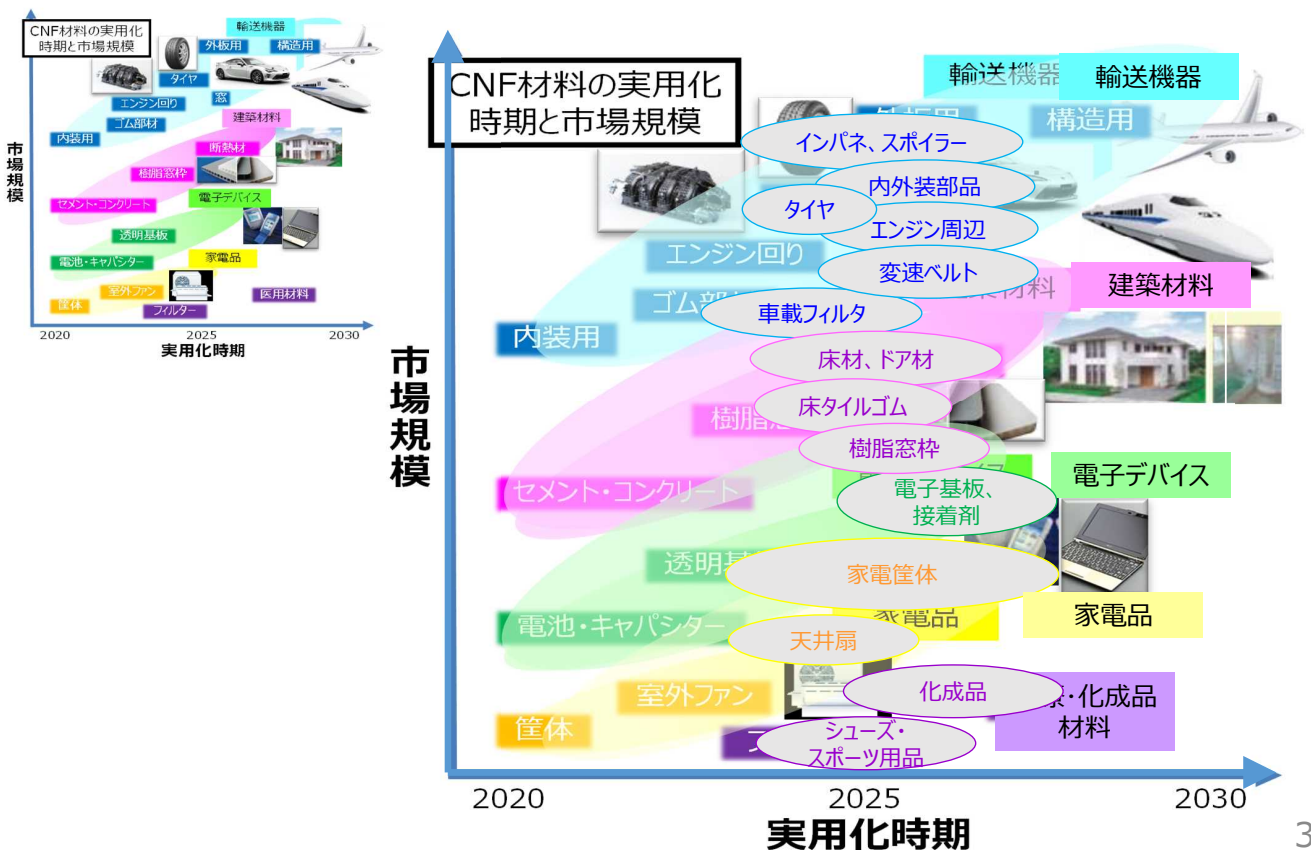 CNF材料の実用化
時期と市場規模
輸送機器
外板用
構造用
タイヤ
エンジン回り
窓
ゴム部材
内装用
建築材料
断熱材
樹脂窓枠
セメント・コンクリート
電子デバイス
透明基板
電池・キャパシター
家電品
室外ファン
医用材料
筐体
フィルター
市場規模
2020
2025
2030
実用化時期
CNF材料の実用化
時期と市場規模
輸送機器
輸送機器
外板用
構造用
インパネ、スポイラー
内外装部品
タイヤ
エンジン周辺
エンジン回り
変速ベルト
建築材料
ゴム部
車載フィルタ
内装用
床材、ドア材
床タイルゴム
樹脂
樹脂窓枠
電子デバイス
セメント・コンクリート
電子基板、
接着剤
透明
家電筐体
電池・キャパシター
家電品
家電品
天井扇
室外ファン
化成品
・化成品
材料
筐体
シューズ・
スポーツ用品
市場規模
2020
2025
2030
実用化時期
3